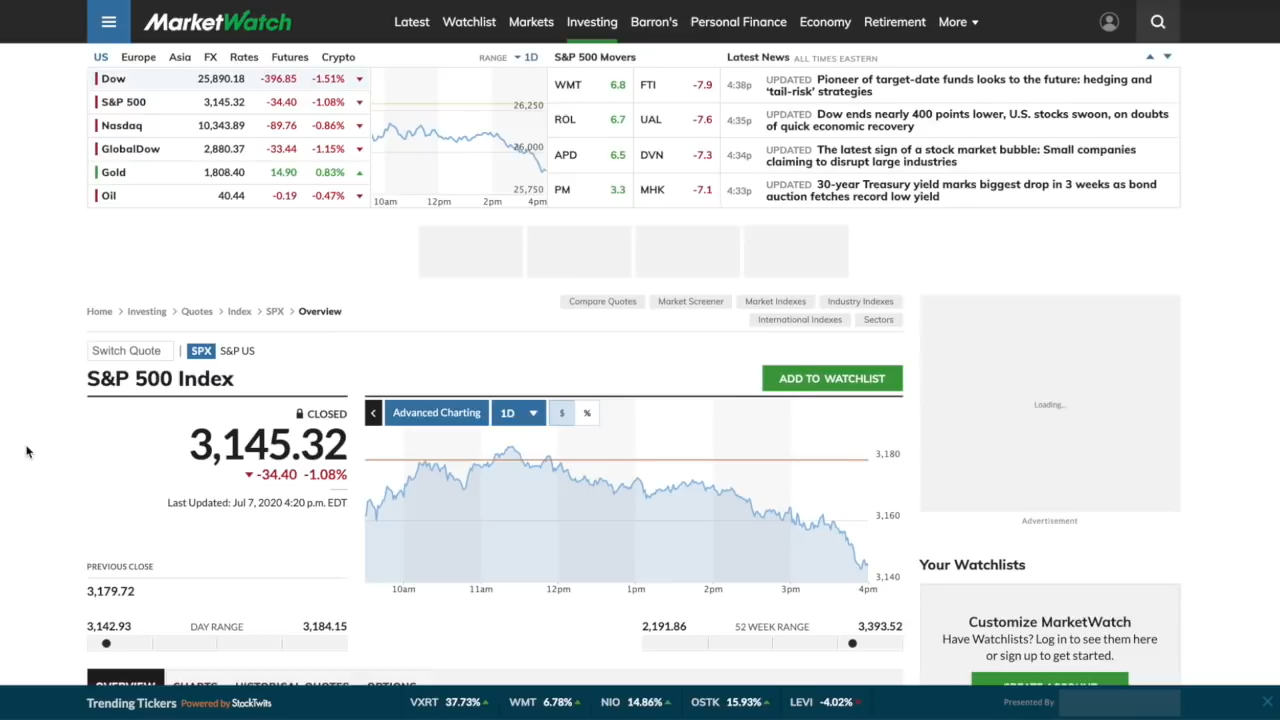 MarketWatch
Latest Watchlist Markets Investing Barron's Personal Finance Economy Retirement More
US Europe Asia FX Rates Futures Crypto
RANGE 1D
Dow 25,890.18 -396.85 -1.51%
S&P 500 3,145.32 -34.40 -1.08%
Nasdaq 10,343.89 -89.76 -0.86%
GlobalDow 2,880.37 -33.44 -1.15%
Gold 1,808.40 14.90 0.83%
Oil 40.44 -0.19 -0.47%
26,250
26,000
25,750
10am 12pm 2pm 4pm
S&P 500 Movers
WMT 6.8 FTI -7.9
ROL 6.7 UAL -7.6
APD 6.5 DVN -7.3
PM 3.3 MHK -7.1
Latest News ALL TIMES EASTERN
4:38p UPDATED Pioneer of target-date funds looks to the future: hedging and
‘tail-risk’ strategies
4:35p UPDATED Dow ends nearly 400 points lower, U.S. stocks swoon, on doubts
of quick economic recovery
4:34p UPDATED The latest sign of a stock market bubble: Small companies
claiming to disrupt large industries
4:33p UPDATED 30-year Treasury yield marks biggest drop in 3 weeks as bond
auction fetches record low yield
Home > Investing > Quotes > Index > SPX > Overview
Compare Quotes Market Screener Market Indexes Industry Indexes
International Indexes Sectors
Switch Quote | SPX S&P US
S&P 500 Index
ADD TO WATCHLIST
CLOSED
3,145.32
-34.40 -1.08%
Last Updated: Jul 7, 2020 4:20 p.m. EDT
PREVIOUS CLOSE
3,179.72
Advanced Charting 1D $ %
3,180
3,160
3,140
10am 11am 12pm 1pm 2pm 3pm 4pm
3,142.93 DAY RANGE 3,184.15
2,191.86 52 WEEK RANGE 3,393.52
Loading...
Advertisement
Your Watchlists
Customize MarketWatch
Have Watchlists? Log in to see them here
or sign up to get started.
CREATE ACCOUNT
OVERVIEW CHARTS HISTORICAL QUOTES OPTIONS
Trending Tickers Powered by StockTwits
VXRT 37.73% WMT 6.78% NIO 14.86% OSTK 15.93% LEVI -4.02%
Presented By